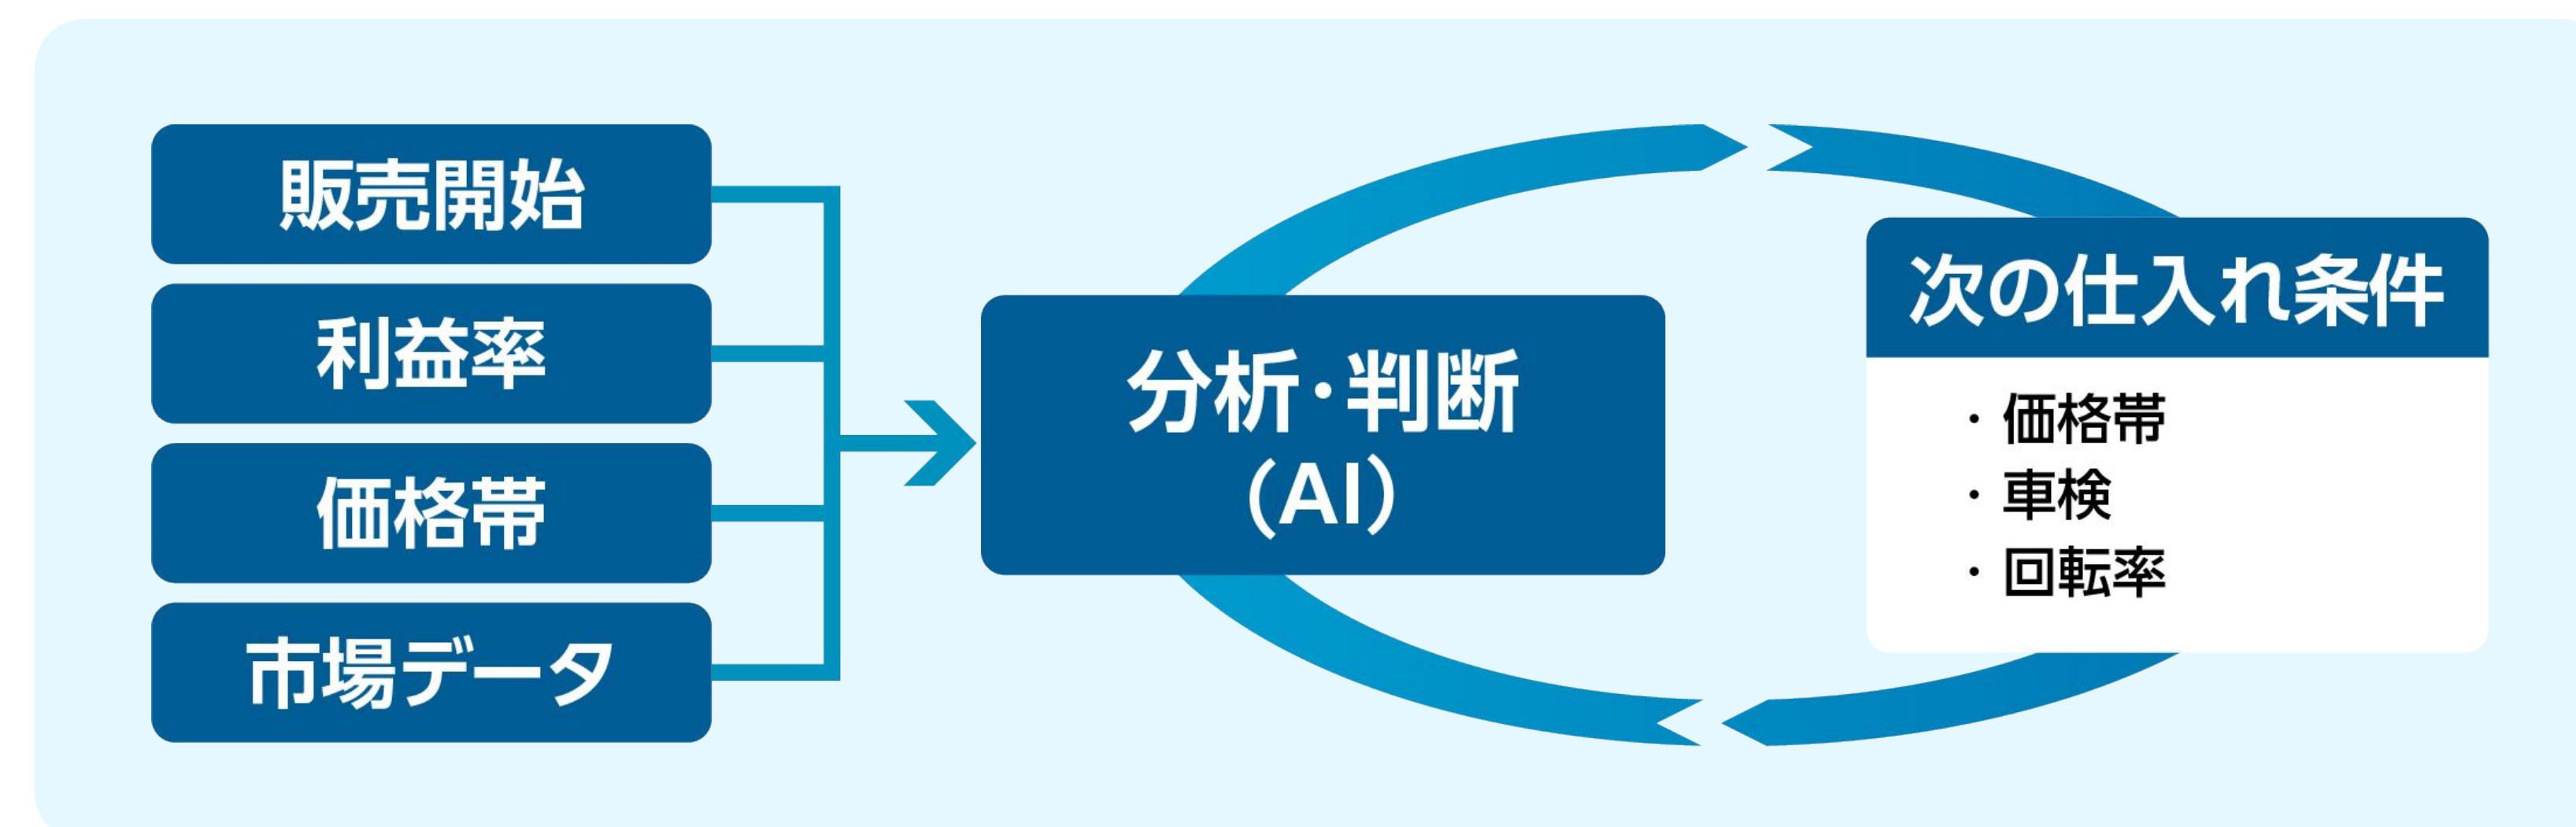 販売開始
利益率
価格帯
市場データ
分析・判断
(AI)
次の仕入れ条件
・価格帯
・車検
・回転率